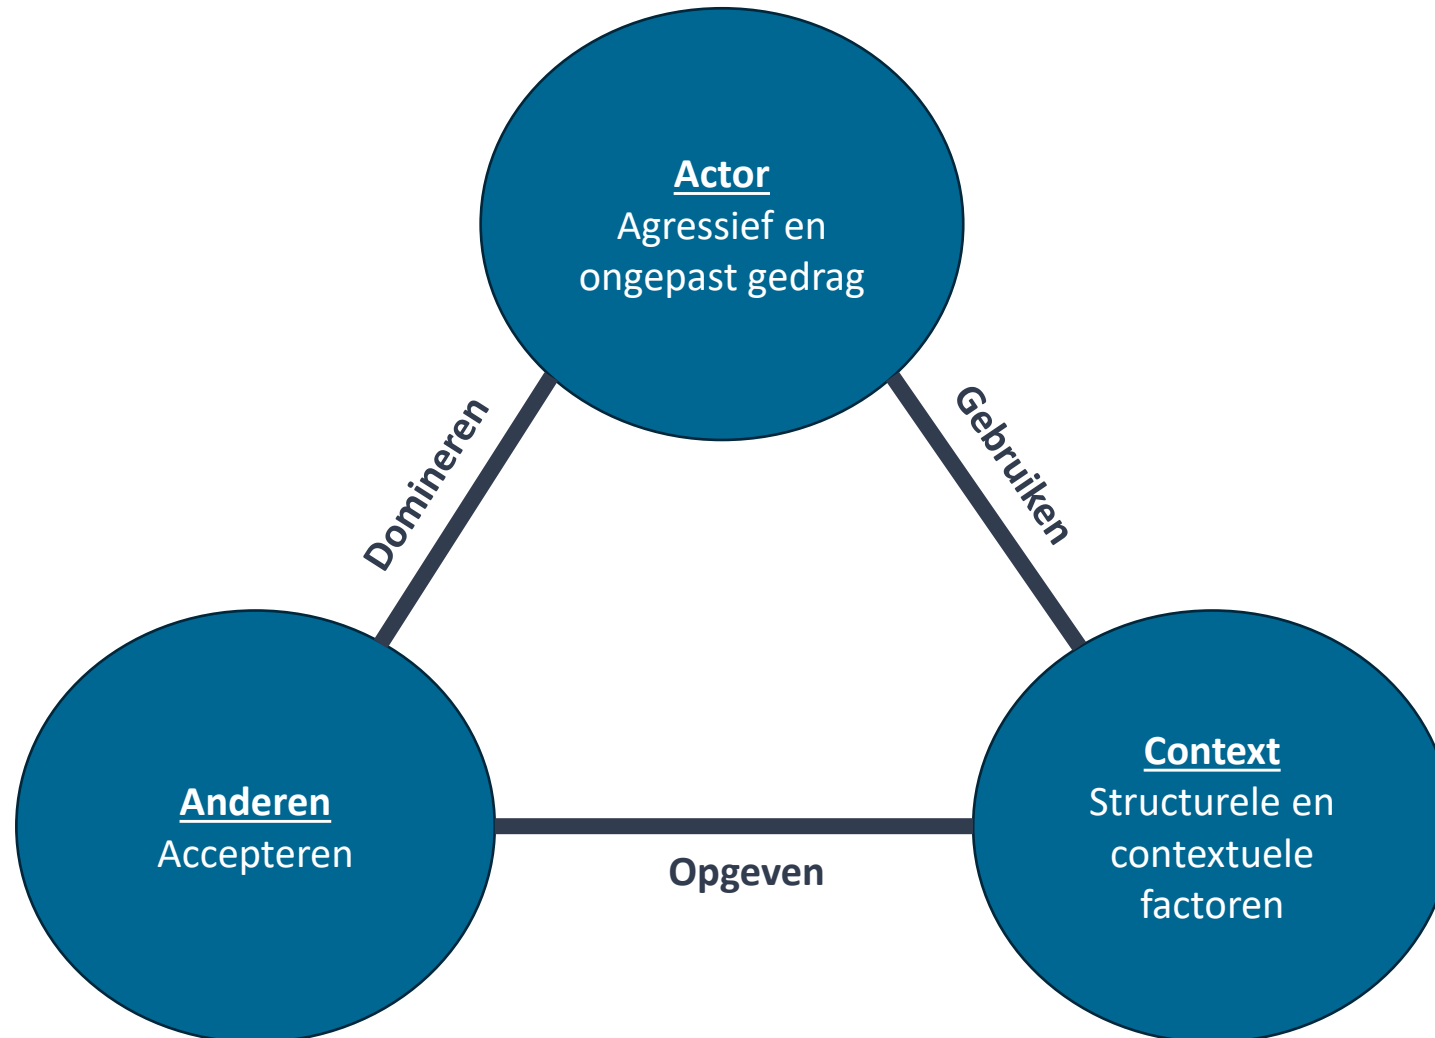 Actor
Agressief en
ongepast gedrag
Domineren
Gebruiken
Anderen
Accepteren
Opgeven
Context
Structurele en
contextuele
factoren